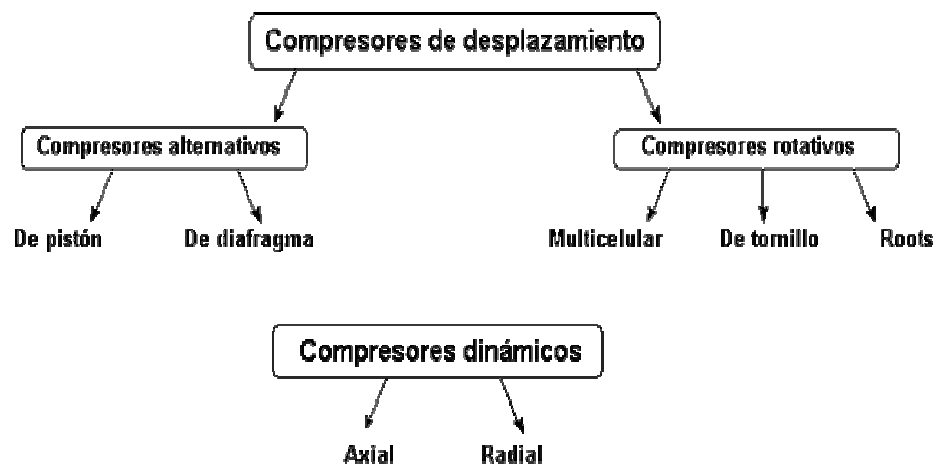 Compresores de desplazamiento
Compresores alternativos
Compresores rotativos
De pistón
De diafragma
Multicelular
De tornillo
Roots
Compresores dinámicos
Axial
Radial